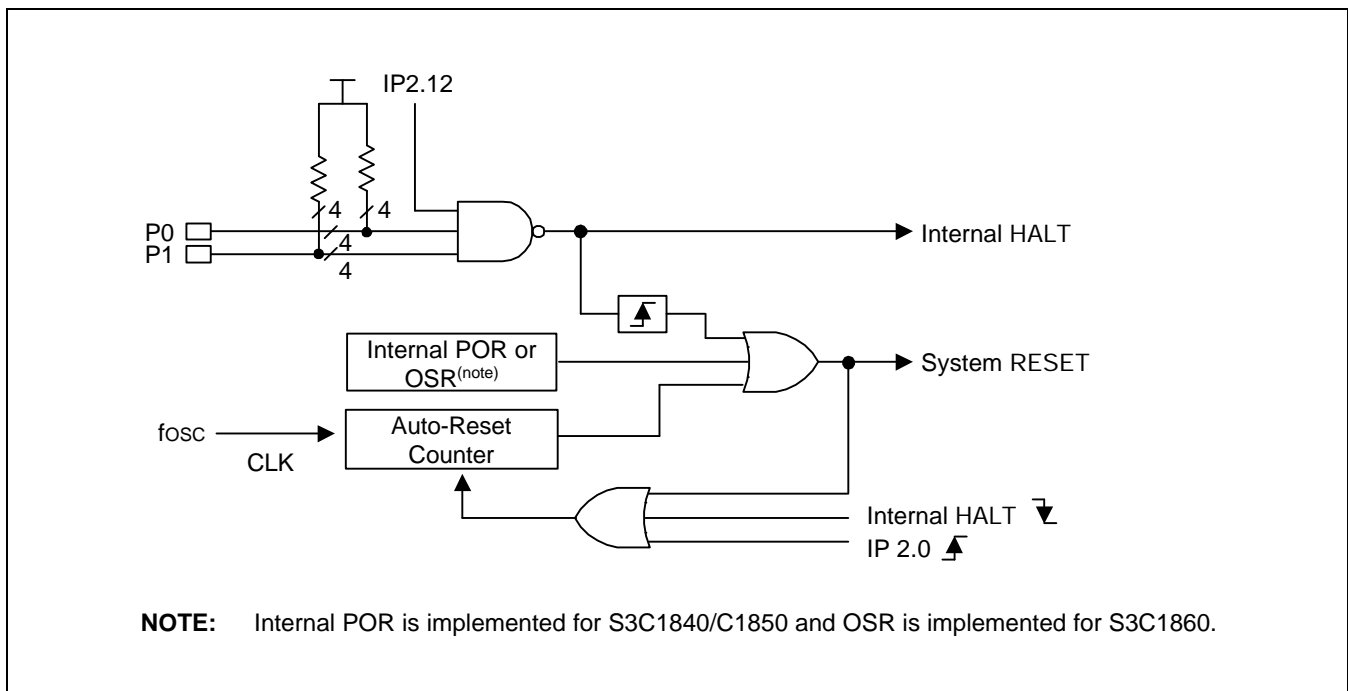 IP2.12
4 4
P0
4
P1
4
Internal HALT
Internal POR or
OSR(note)
System RESET
fosc
CLK
Auto-Reset
Counter
Internal HALT
IP 2.0
NOTE: Internal POR is implemented for S3C1840/C1850 and OSR is implemented for S3C1860.